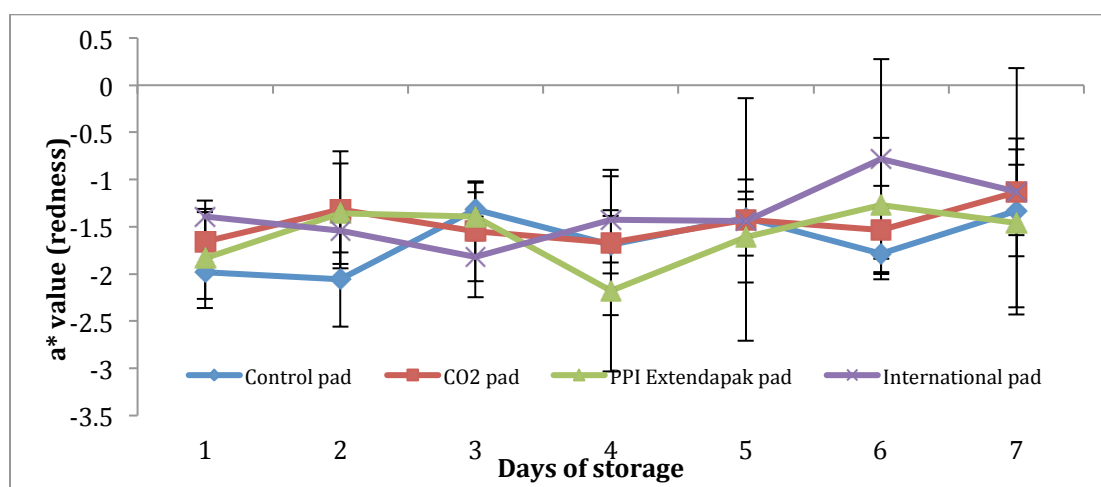 0.5
0
-0.5
-1
-1.5
-2
-2.5
-3
-3.5
a* value (redness)
Control pad CO2 pad PPI Extendapak pad International pad
1 2 3 4 5 6 7
Days of storage